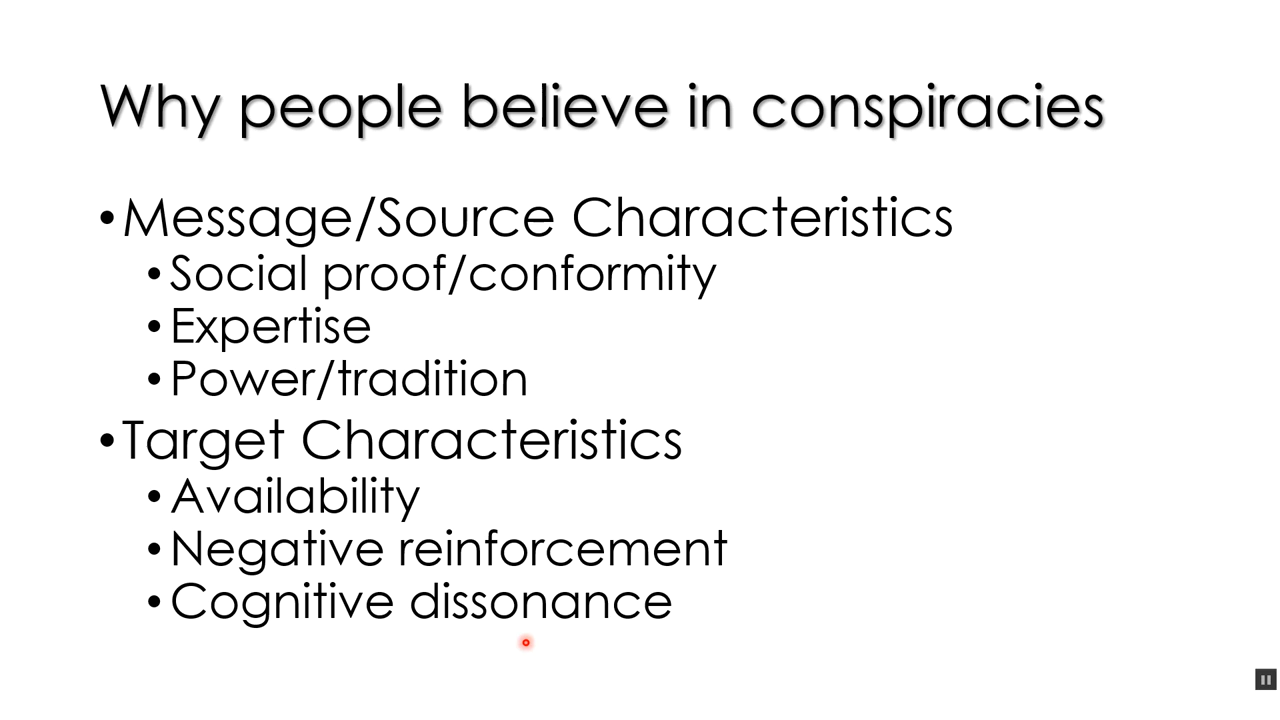 Why people believe in conspiracies
•Message/Source Characteristics
•Social proof/conformity
•Expertise
•Power/tradition
•Target Characteristics
•Availability
•Negative reinforcement
•Cognitive dissonance